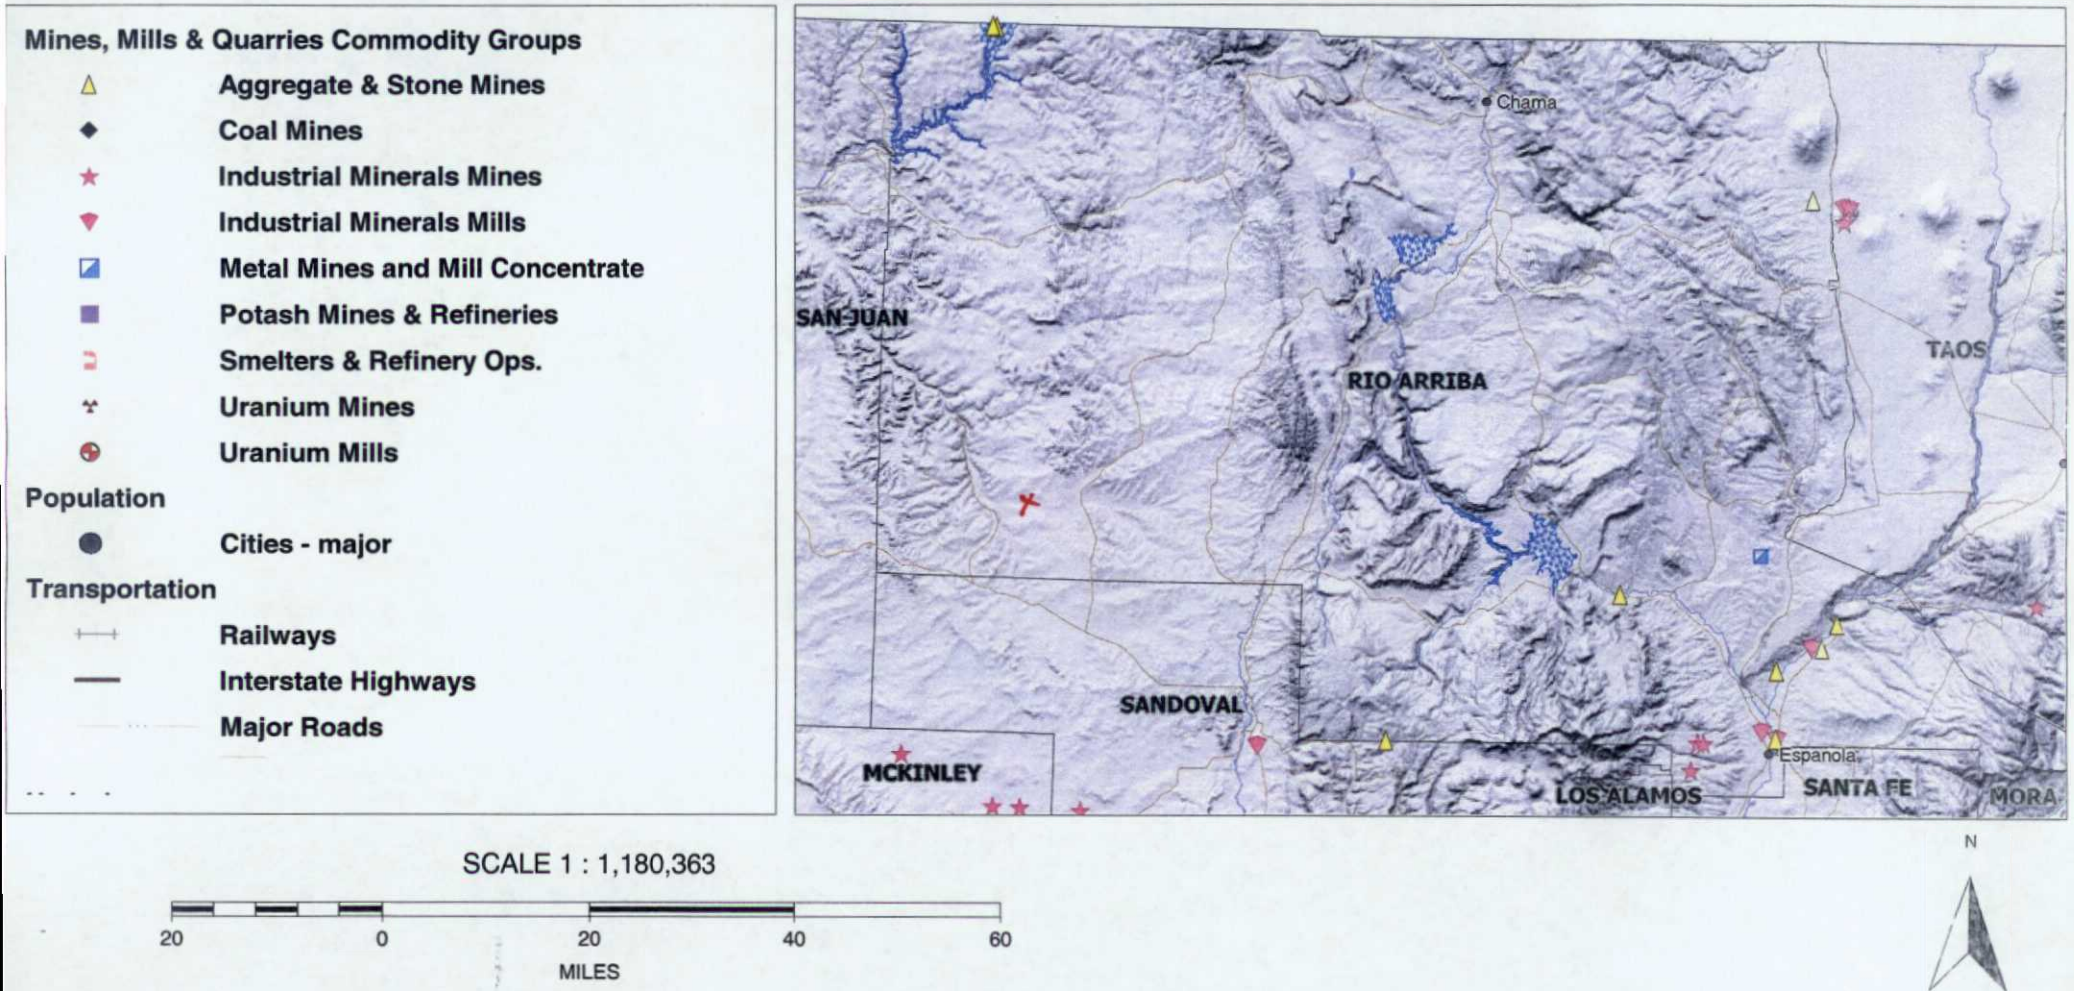 Mines, Mills & Quarries Commodity Groups
Aggregate & Stone Mines
Coal Mines
Industrial Minerals Mines
Industrial Minerals Mills
Metal Mines and Mill Concentrate
Potash Mines & Refineries
Smelters & Refinery Ops.
Uranium Mines
Uranium Mills
Population
Cities - major
Transportation
Railways
Interstate Highways
Major Roads
Chama
SAN JUAN
TAOS
RIO ARRIBA
SANDOVAL
Espanola
MCKINLEY
SANTA FE
LOS ALAMOS
MORA
SCALE 1 : 1,180,363
20 0 20 40 60
MILES
N